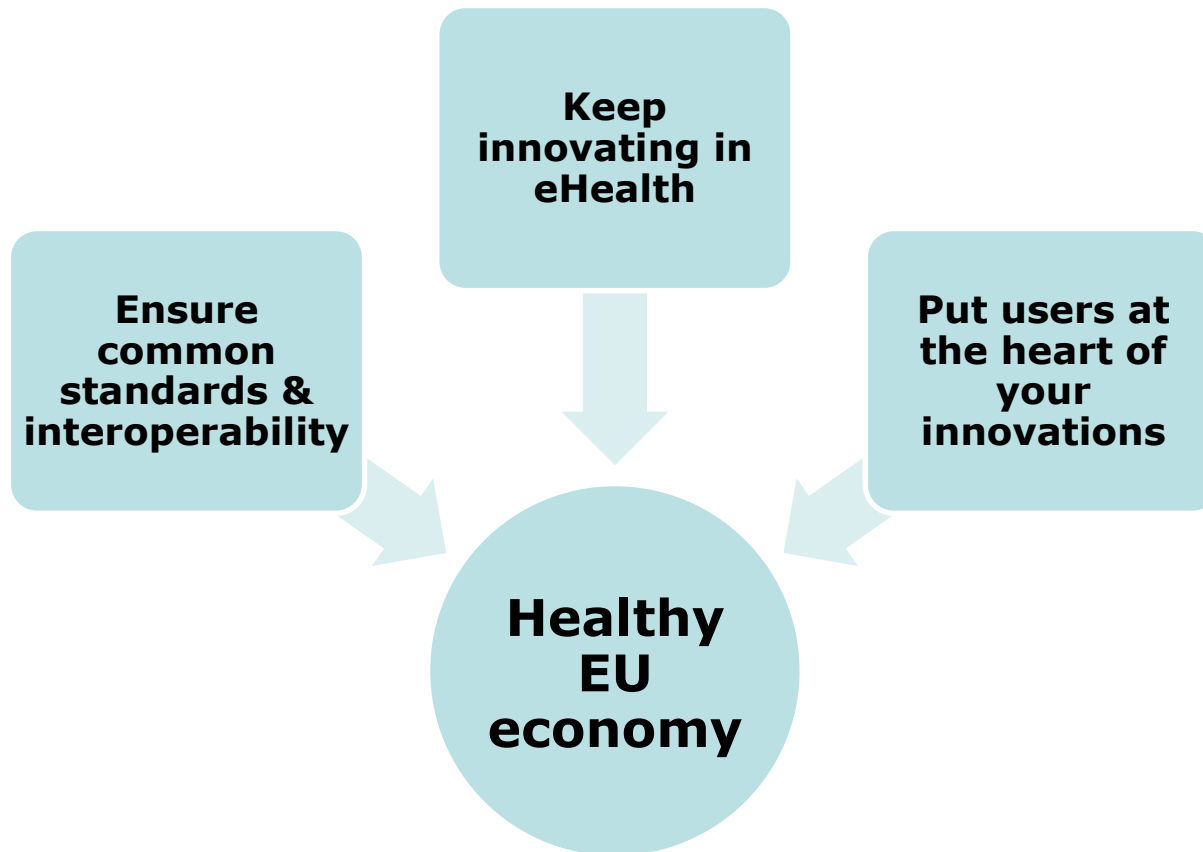 Keep
innovating in
eHealth
Ensure
common
standards &
interoperability
Put users at
the heart of
your
innovations
Healthy
EU
economy